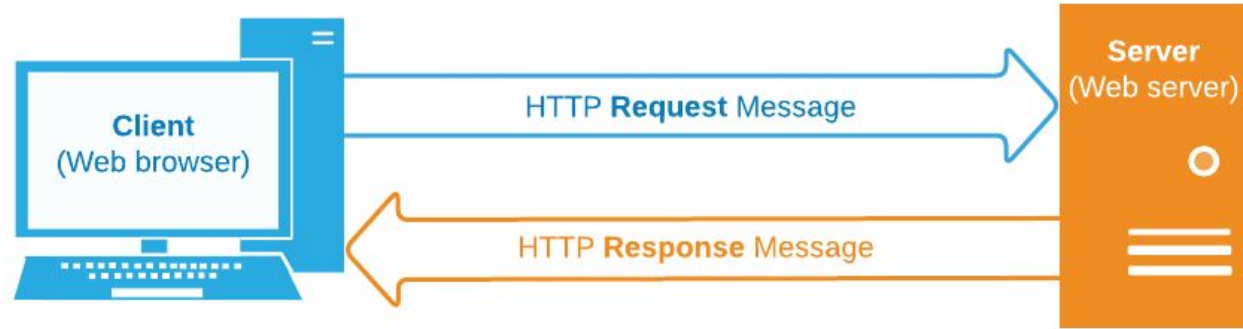 Client
(Web browser)
HTTP Request Message
Server
(Web server)
HTTP Response Message